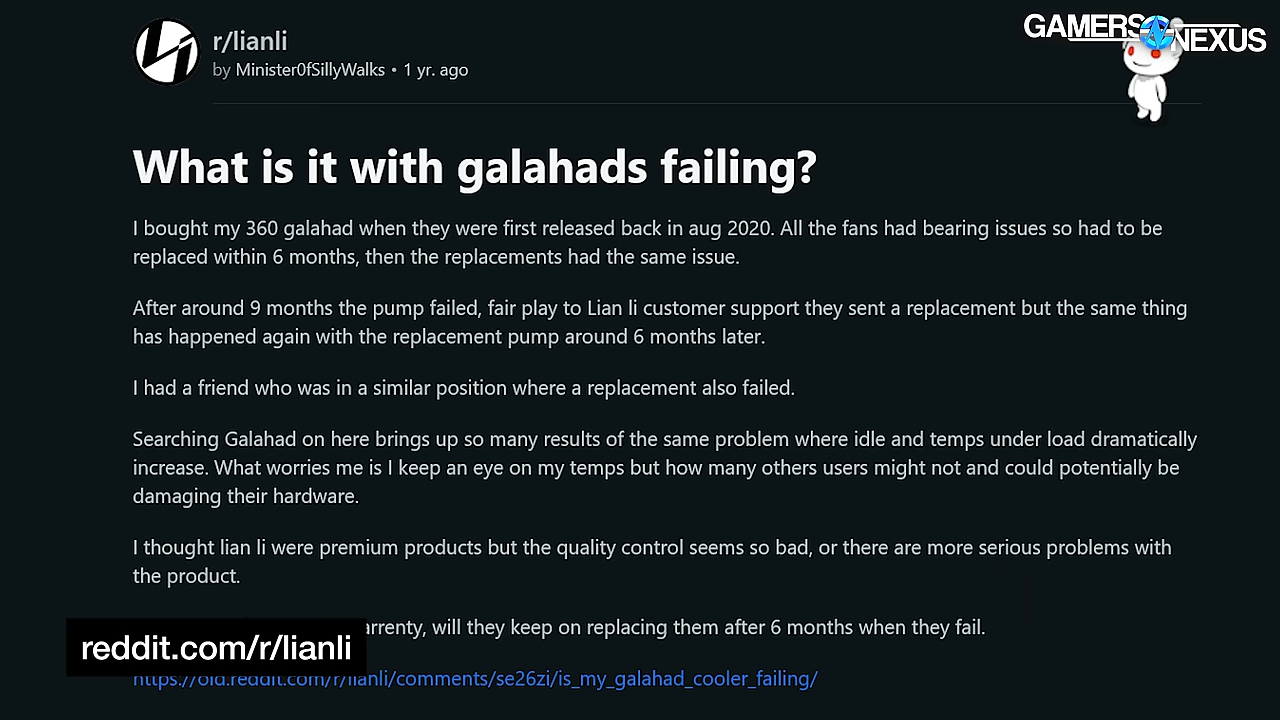 GAMERS NEXUS
r/lianli
by Minister0fSillyWalks • 1 yr. ago
What is it with galahads failing?
I bought my 360 galahad when they were first released back in aug 2020. All the fans had bearing issues so had to be
replaced within 6 months, then the replacements had the same issue.
After around 9 months the pump failed, fair play to Lian li customer support they sent a replacement but the same thing
has happened again with the replacement pump around 6 months later.
I had a friend who was in a similar position where a replacement also failed.
Searching Galahad on here brings up so many results of the same problem where idle and temps under load dramatically
increase. What worries me is I keep an eye on my temps but how many others users might not and could potentially be
damaging their hardware.
I thought lian li were premium products but the quality control seems so bad, or there are more serious problems with
the product.
arrenty, will they keep on replacing them after 6 months when they fail.
reddit.com/r/lianli
https://old.reddit.com/r/lianli/comments/se26zi/is_my_galahad_cooler_failing/